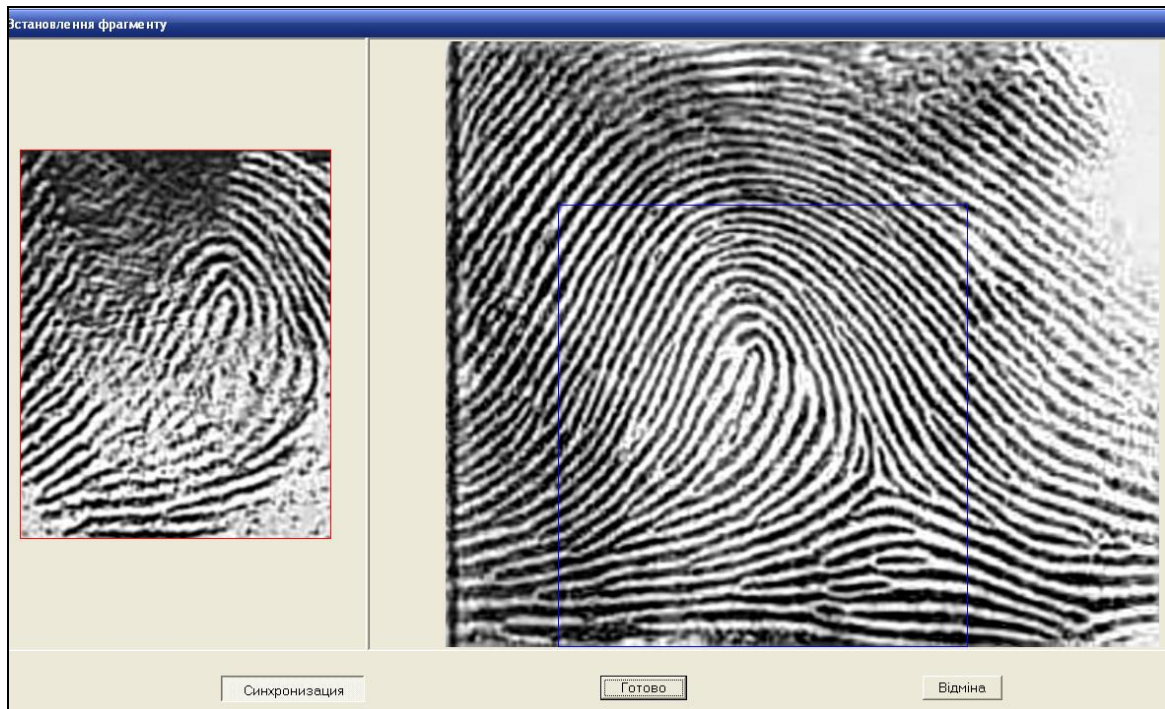 Встановлення фрагменту
Синхронизация
Готово
Відміна